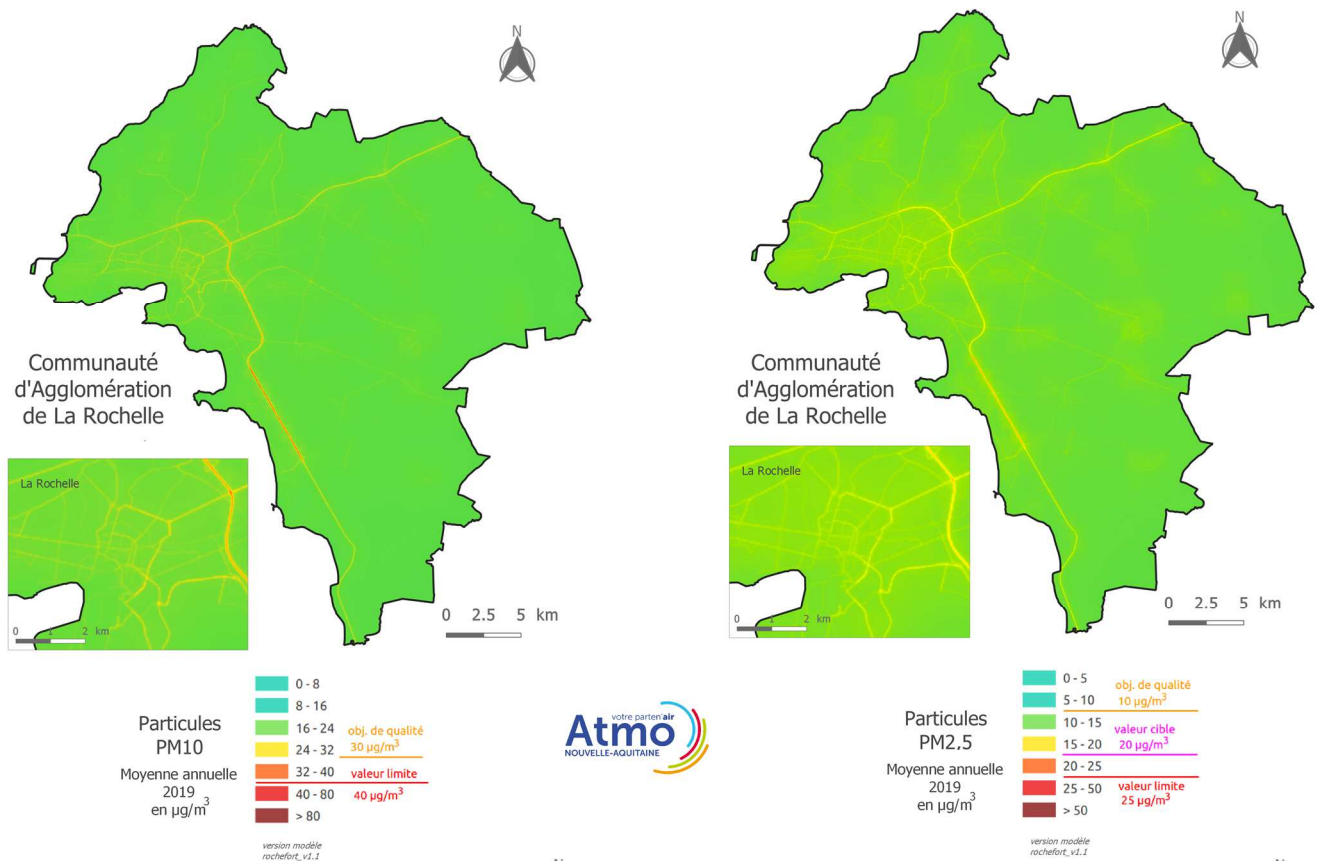 N
Communauté
d'Agglomération
de La Rochelle
La Rochelle
0 1 2 km
0 2.5 5 km
Particules
PM10
Moyenne annuelle
2019
en µg/m³
0 - 8
8 - 16
16 - 24
24 - 32
32 - 40
40 - 80
> 80
obj. de qualité
30 µg/m³
valeur limite
40 µg/m³
version modèle
rochefort_v1.1
votre parten'air
Atmo
NOUVELLE-AQUITAINE
N
N
Communauté
d'Agglomération
de La Rochelle
La Rochelle
0 1 2 km
0 2.5 5 km
Particules
PM2,5
Moyenne annuelle
2019
en µg/m³
0 - 5
5 - 10
10 - 15
15 - 20
20 - 25
25 - 50
> 50
obj. de qualité
10 µg/m³
valeur cible
20 µg/m³
valeur limite
25 µg/m³
version modèle
rochefort_v1.1
N